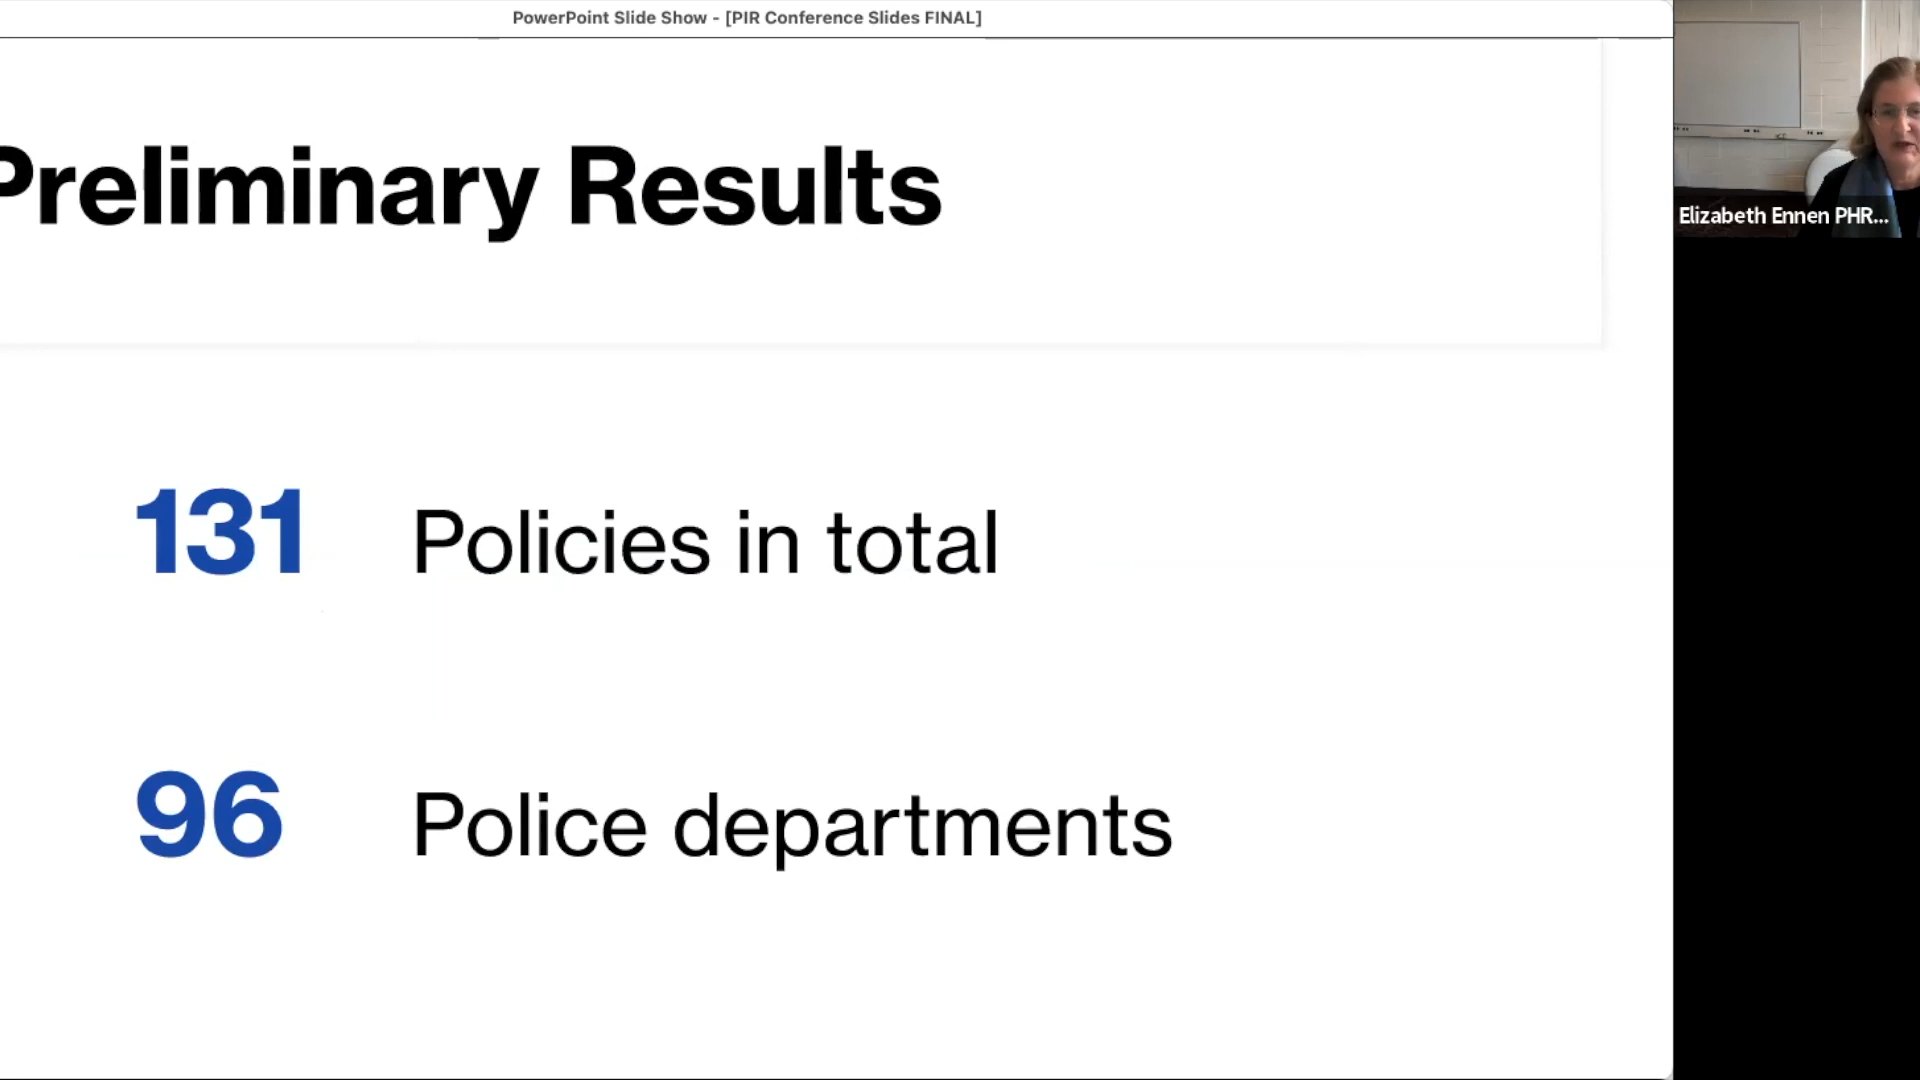 PowerPoint Slide Show - [PIR Conference Slides FINAL]
Preliminary Results
131 Policies in total
96 Police departments
Elizabeth Ennen PHR...